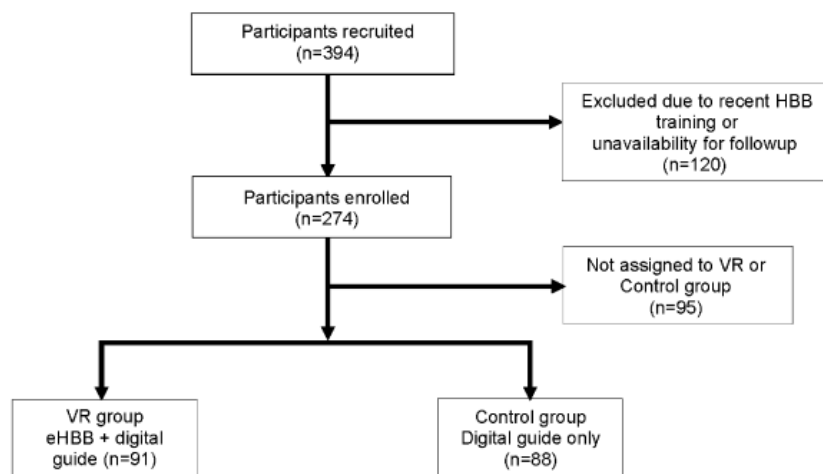 Participants recruited
(n=394)
Excluded due to recent HBB
training or
unavailability for followup
(n=120)
Participants enrolled
(n=274)
Not assigned to VR or
Control group
(n=95)
VR group
eHBB + digital
guide (n=91)
Control group
Digital guide only
(n=88)